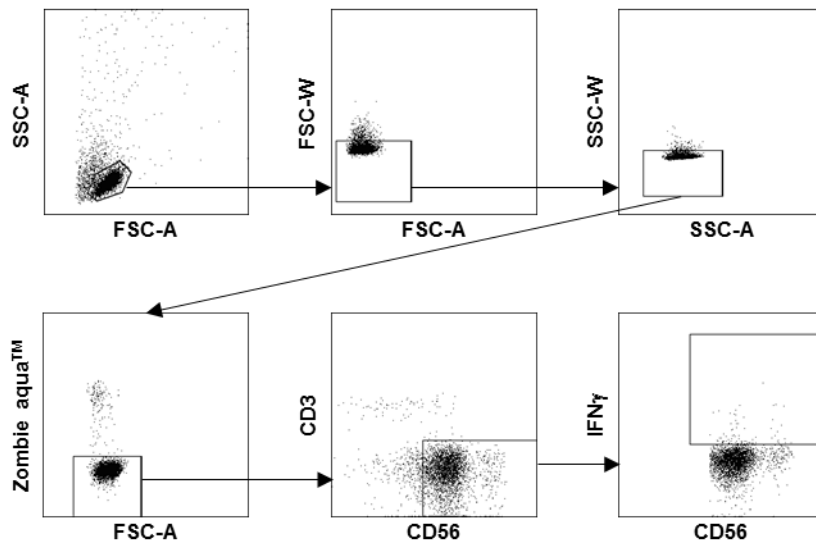 SSC-A
FSC-A
FSC-W
FSC-A
SSC-W
SSC-A
Zombie aqua™
FSC-A
CD3
CD56
IFNγ
CD56